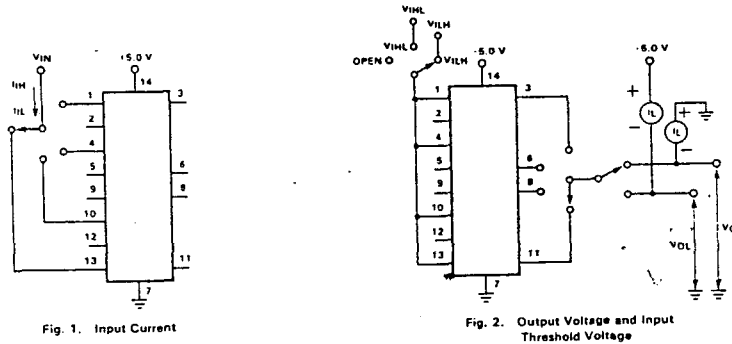 VIN
+5.0 V
IIH
IIL
14
1
2
4
5
9
10
12
13
3
6
8
11
7
Fig. 1. Input Current
VIHL
VILH
VIHL
OPEN
VILH
5.0 V
14
1
2
4
5
9
10
12
13
3
6
8
11
7
5.0 V
+
IL
−
+
IL
−
VOL
Fig. 2. Output Voltage and Input
Threshold Voltage